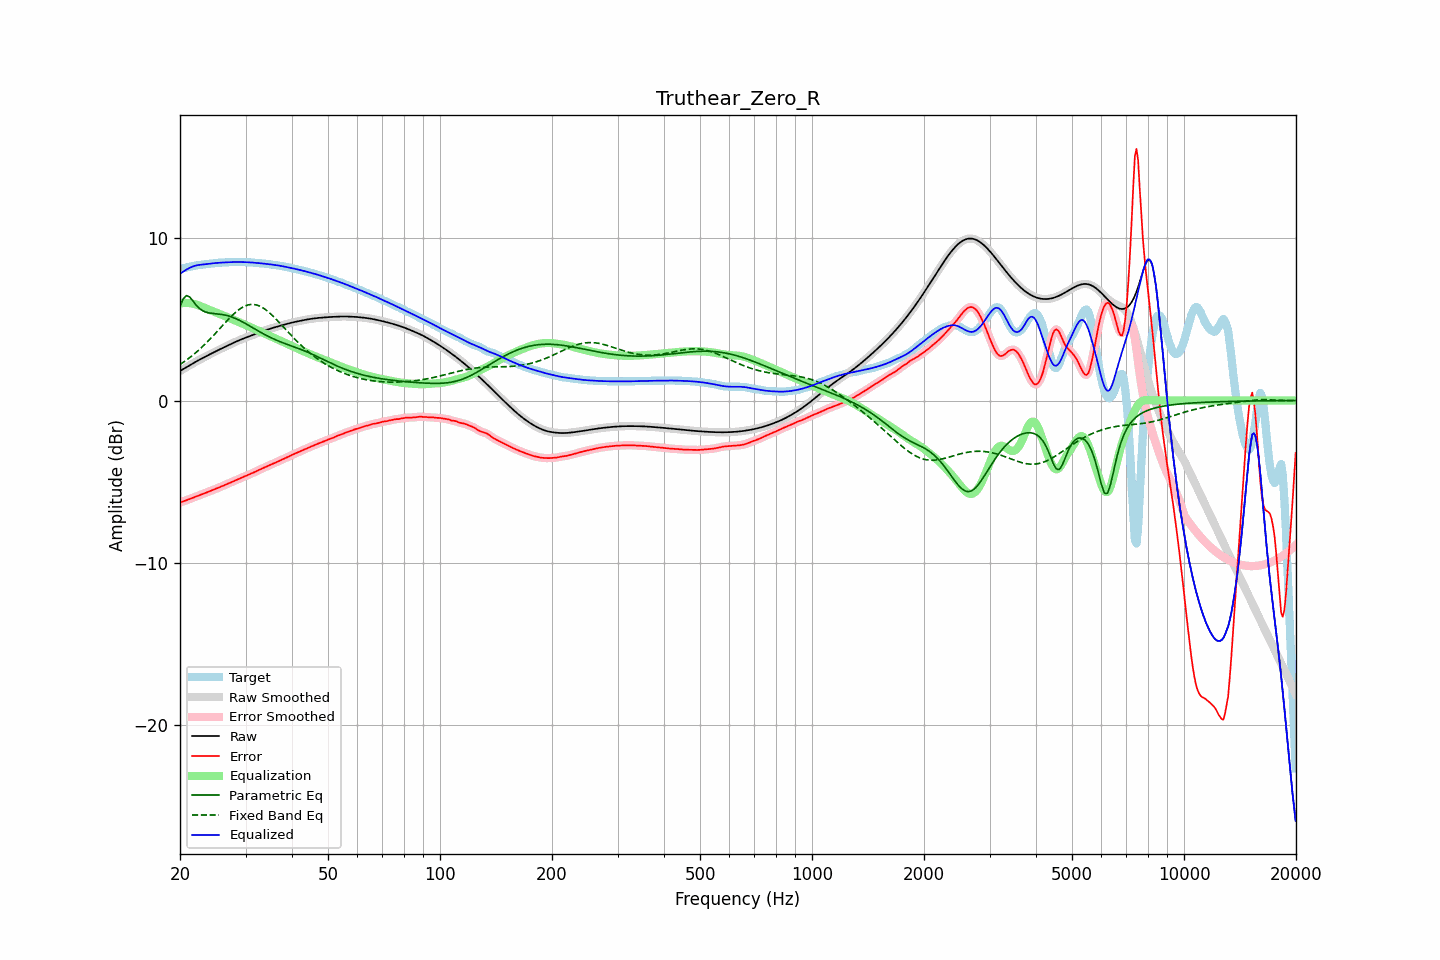 Truthear_Zero_R
Amplitude (dBr)
10
0
−10
−20
Target
Raw Smoothed
Error Smoothed
Raw
Error
Equalization
Parametric Eq
Fixed Band Eq
Equalized
20 50 100 200 500 1000 2000 5000 10000 20000
Frequency (Hz)